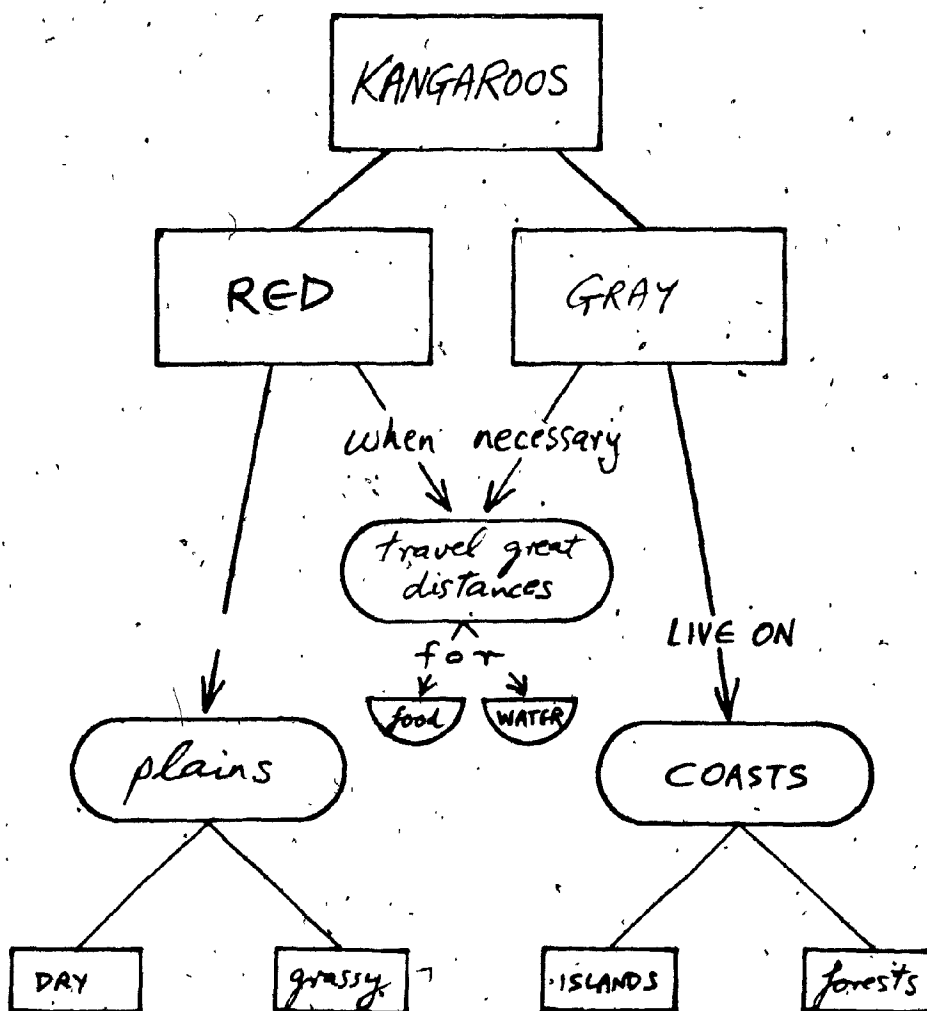 KANGAROOS
RED
GRAY
when necessary
travel great
distances
LIVE ON
for
food
WATER
plains
COASTS
DRY
grassy
ISLANDS
forests